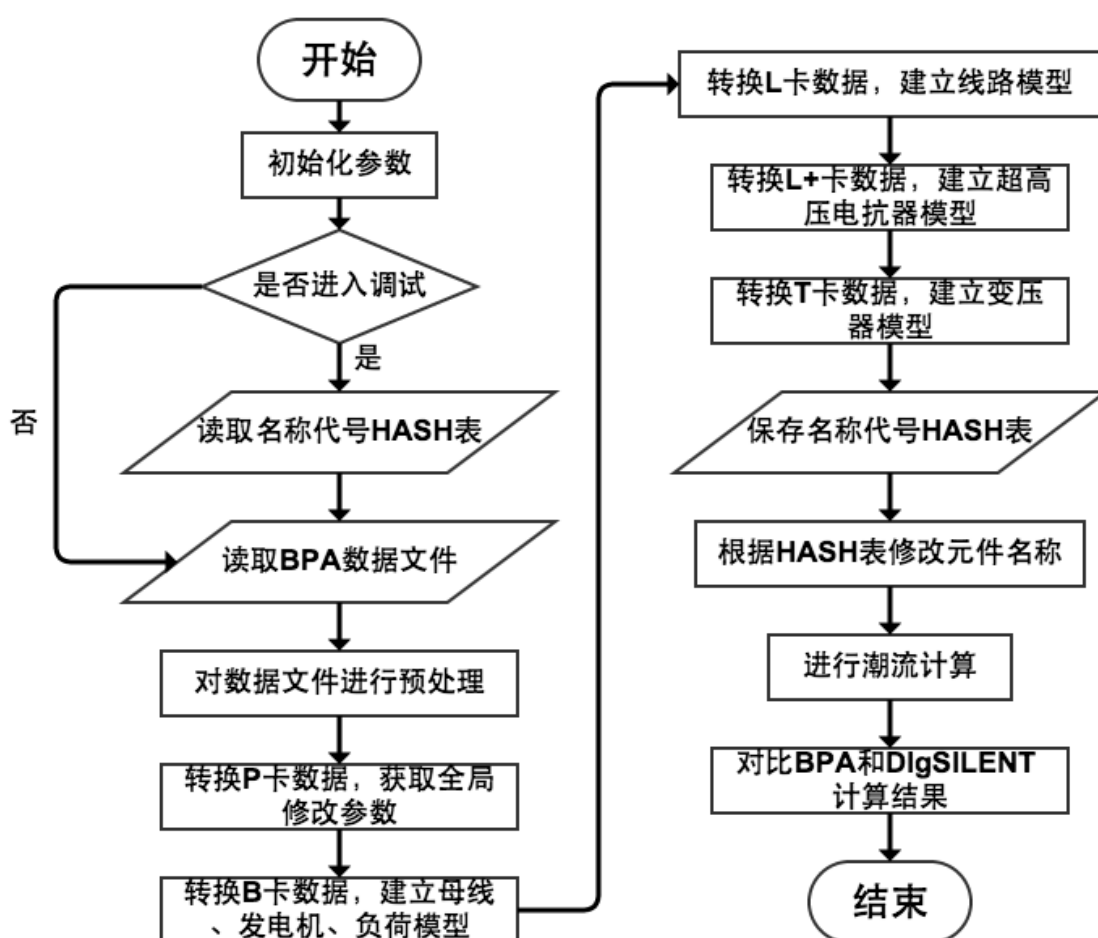 开始
初始化参数
是否进入调试
是
否
读取名称代号HASH表
读取BPA数据文件
对数据文件进行预处理
转换P卡数据，获取全局
修改参数
转换B卡数据，建立母线
、发电机、负荷模型
转换L卡数据，建立线路模型
转换L+卡数据，建立超高
压电抗器模型
转换T卡数据，建立变压
器模型
保存名称代号HASH表
根据HASH表修改元件名称
进行潮流计算
对比BPA和DIgSILENT
计算结果
结束